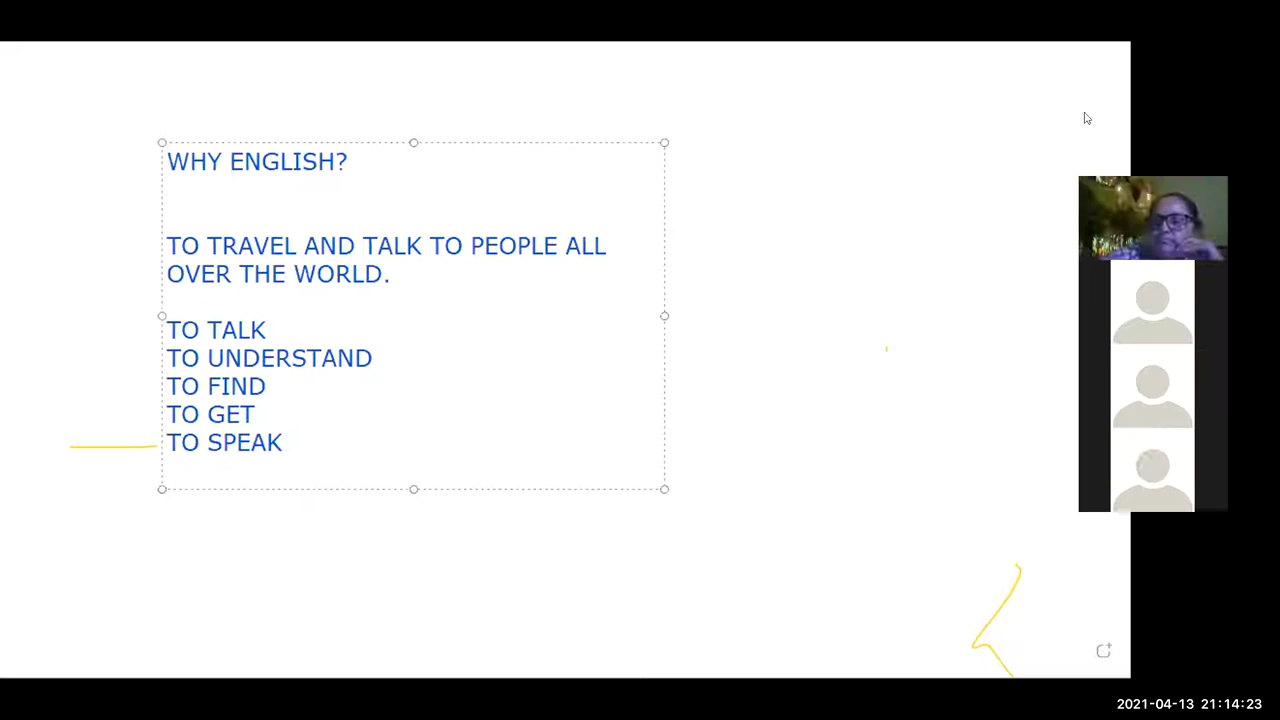 WHY ENGLISH?
TO TRAVEL AND TALK TO PEOPLE ALL
OVER THE WORLD.
TO TALK
TO UNDERSTAND
TO FIND
TO GET
TO SPEAK
2021-04-13 21:14:23